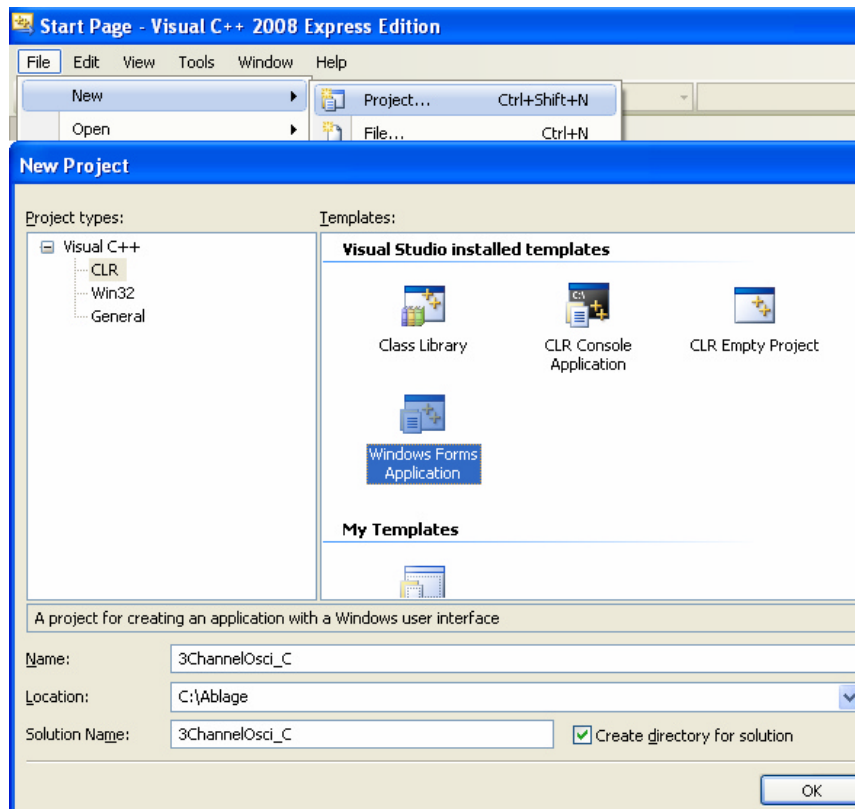 Start Page - Visual C++ 2008 Express Edition
File Edit View Tools Window Help
New Project... Ctrl+Shift+N
Open File... Ctrl+N
New Project
Project types: Templates:
Visual C++
CLR
Win32
General
Visual Studio installed templates
Class Library
CLR Console
Application
CLR Empty Project
Windows Forms
Application
My Templates
A project for creating an application with a Windows user interface
Name: 3ChannelOsci_C
Location: C:\Ablage
Solution Name: 3ChannelOsci_C Create directory for solution
OK